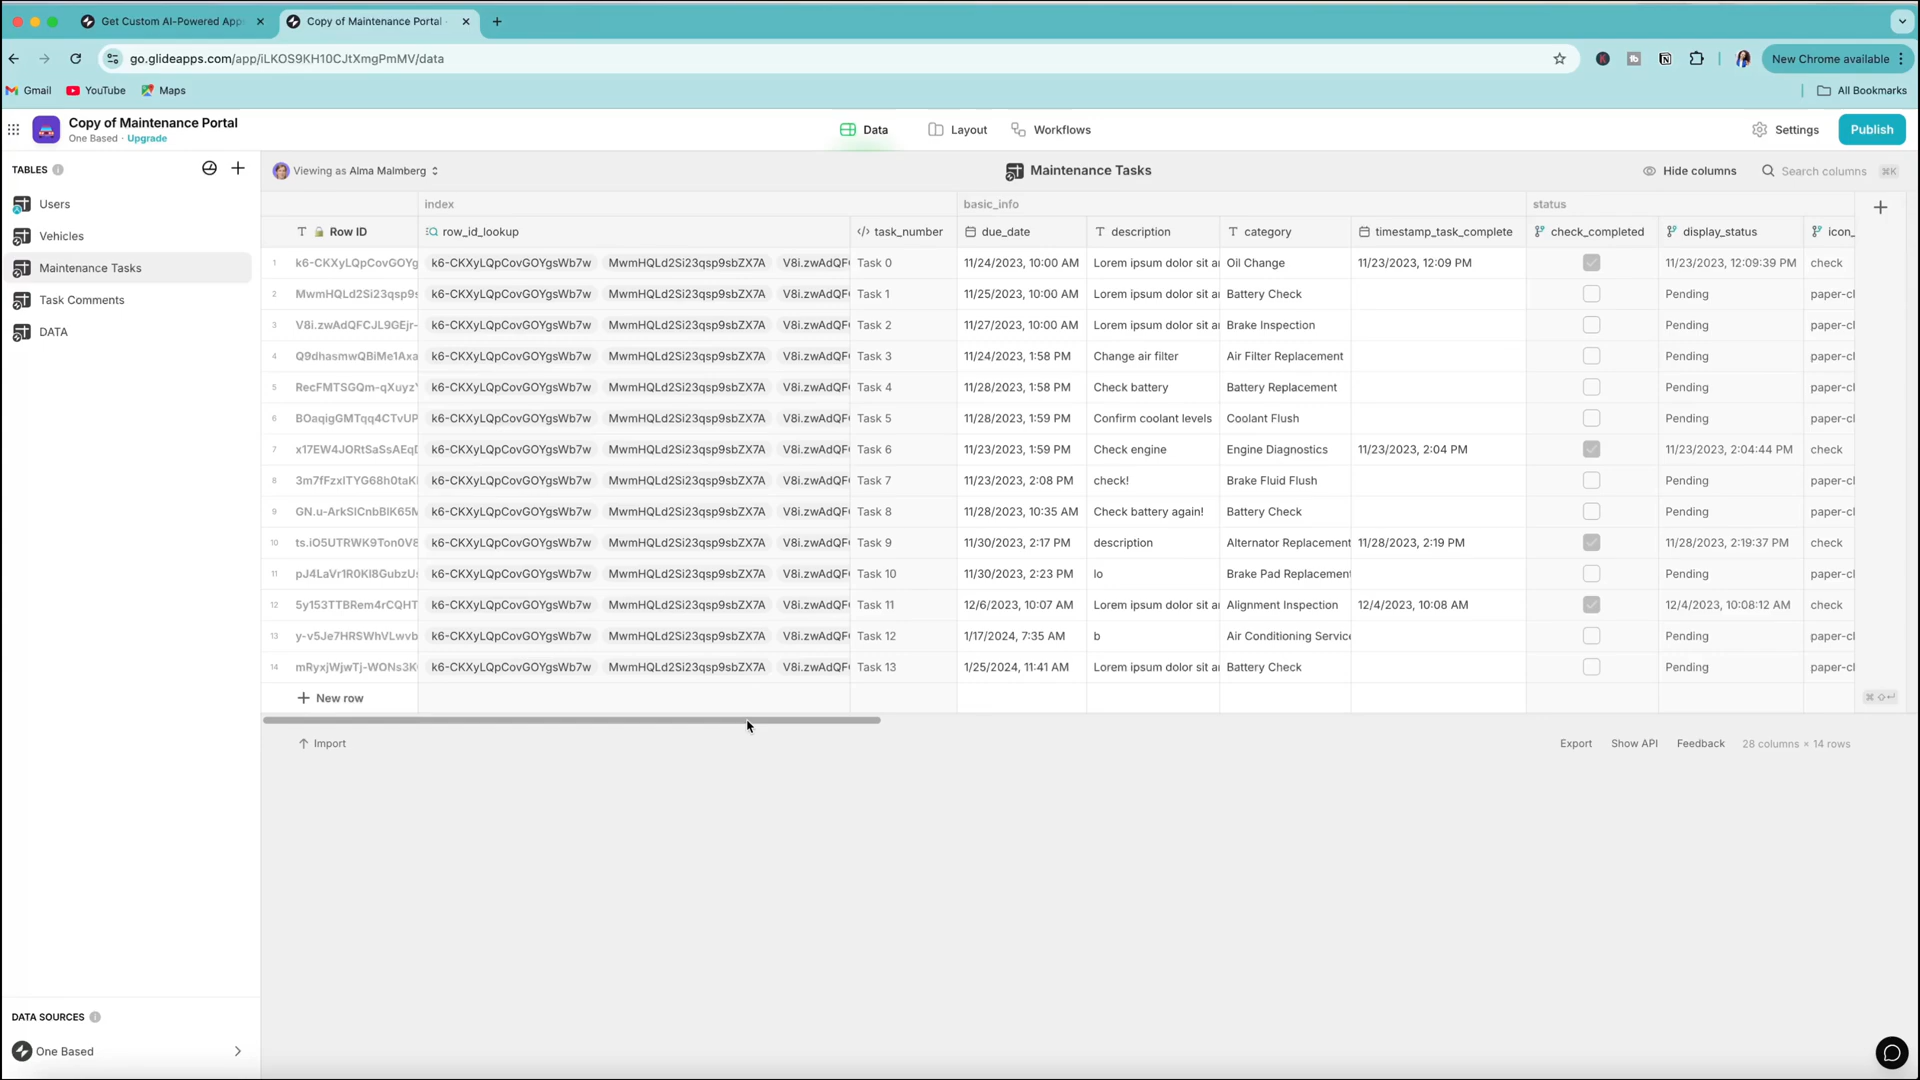 Get Custom AI-Powered App
Copy of Maintenance Portal
go.glideapps.com/app/iLKOS9KH10CJtXmgPmMV/data
New Chrome available
Gmail YouTube Maps All Bookmarks
Copy of Maintenance Portal
One Based · Upgrade
Data Layout Workflows Settings Publish
TABLES
Users
Vehicles
Maintenance Tasks
Task Comments
DATA
Viewing as Alma Malmberg Maintenance Tasks Hide columns Search columns ⌘K
index basic_info status
Row ID row_id_lookup task_number due_date description category timestamp_task_complete check_completed display_status icon_
1 k6-CKXyLQpCovGOYg k6-CKXyLQpCovGOYgsWb7w MwmHQLd2Si23qsp9sbZX7A V8i.zwAdQF Task 0 11/24/2023, 10:00 AM Lorem ipsum dolor sit a Oil Change 11/23/2023, 12:09 PM 11/23/2023, 12:09:39 PM check
2 MwmHQLd2Si23qsp9s k6-CKXyLQpCovGOYgsWb7w MwmHQLd2Si23qsp9sbZX7A V8i.zwAdQF Task 1 11/25/2023, 10:00 AM Lorem ipsum dolor sit a Battery Check Pending paper-cl
3 V8i.zwAdQFCJL9GEjr- k6-CKXyLQpCovGOYgsWb7w MwmHQLd2Si23qsp9sbZX7A V8i.zwAdQF Task 2 11/27/2023, 10:00 AM Lorem ipsum dolor sit a Brake Inspection Pending paper-cl
4 Q9dhasmwQBiMe1Axa k6-CKXyLQpCovGOYgsWb7w MwmHQLd2Si23qsp9sbZX7A V8i.zwAdQF Task 3 11/24/2023, 1:58 PM Change air filter Air Filter Replacement Pending paper-cl
5 RecFMTSGQm-qXuyz k6-CKXyLQpCovGOYgsWb7w MwmHQLd2Si23qsp9sbZX7A V8i.zwAdQF Task 4 11/28/2023, 1:58 PM Check battery Battery Replacement Pending paper-cl
6 BOaqigGMTqq4CTvUP k6-CKXyLQpCovGOYgsWb7w MwmHQLd2Si23qsp9sbZX7A V8i.zwAdQF Task 5 11/28/2023, 1:59 PM Confirm coolant levels Coolant Flush Pending paper-cl
7 x17EW4JORtSaSsAEq k6-CKXyLQpCovGOYgsWb7w MwmHQLd2Si23qsp9sbZX7A V8i.zwAdQF Task 6 11/23/2023, 1:59 PM Check engine Engine Diagnostics 11/23/2023, 2:04 PM 11/23/2023, 2:04:44 PM check
8 3m7fFzxITYG68h0taK k6-CKXyLQpCovGOYgsWb7w MwmHQLd2Si23qsp9sbZX7A V8i.zwAdQF Task 7 11/23/2023, 2:08 PM check! Brake Fluid Flush Pending paper-cl
9 GN.u-ArkSlCnbBlK65M k6-CKXyLQpCovGOYgsWb7w MwmHQLd2Si23qsp9sbZX7A V8i.zwAdQF Task 8 11/28/2023, 10:35 AM Check battery again! Battery Check Pending paper-cl
10 ts.iO5UTRWK9Ton0V8 k6-CKXyLQpCovGOYgsWb7w MwmHQLd2Si23qsp9sbZX7A V8i.zwAdQF Task 9 11/30/2023, 2:17 PM description Alternator Replacement 11/28/2023, 2:19 PM 11/28/2023, 2:19:37 PM check
11 pJ4LaVr1R0Kl8GubzU k6-CKXyLQpCovGOYgsWb7w MwmHQLd2Si23qsp9sbZX7A V8i.zwAdQF Task 10 11/30/2023, 2:23 PM lo Brake Pad Replacemen Pending paper-cl
12 5y153TTBRem4rCQHT k6-CKXyLQpCovGOYgsWb7w MwmHQLd2Si23qsp9sbZX7A V8i.zwAdQF Task 11 12/6/2023, 10:07 AM Lorem ipsum dolor sit a Alignment Inspection 12/4/2023, 10:08 AM 12/4/2023, 10:08:12 AM check
13 y-v5Je7HRSWhVLwvb k6-CKXyLQpCovGOYgsWb7w MwmHQLd2Si23qsp9sbZX7A V8i.zwAdQF Task 12 1/17/2024, 7:35 AM b Air Conditioning Service Pending paper-cl
14 mRyxjWjwTj-WONs3K k6-CKXyLQpCovGOYgsWb7w MwmHQLd2Si23qsp9sbZX7A V8i.zwAdQF Task 13 1/25/2024, 11:41 AM Lorem ipsum dolor sit a Battery Check Pending paper-cl
New row
Import Export Show API Feedback 28 columns × 14 rows
DATA SOURCES
One Based